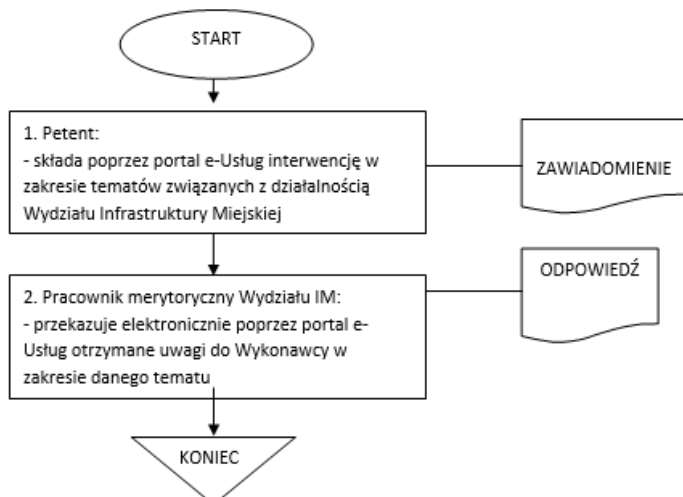 START
1. Petent:
- składa poprzez portal e-Usług interwencję w
zakresie tematów związanych z działalnością
Wydziału Infrastruktury Miejskiej
ZAWIADOMIENIE
2. Pracownik merytoryczny Wydziału IM:
- przekazuje elektronicznie poprzez portal e-
Usług otrzymane uwagi do Wykonawcy w
zakresie danego tematu
ODPOWIEDŹ
KONIEC